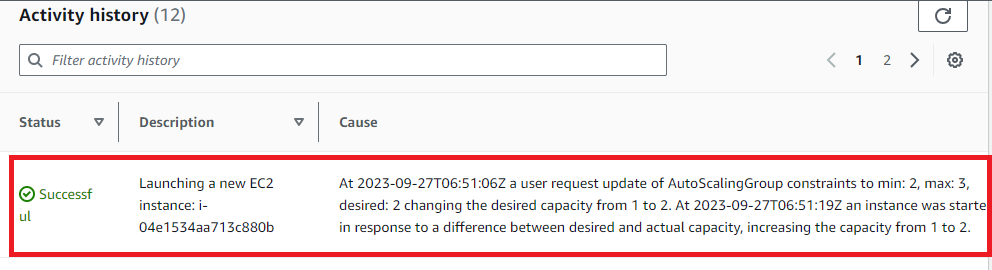 Activity history (12)
Filter activity history
1 2
Status Description Cause
Successf
ul
Launching a new EC2
instance: i-
04e1534aa713c880b
At 2023-09-27T06:51:06Z a user request update of AutoScalingGroup constraints to min: 2, max: 3,
desired: 2 changing the desired capacity from 1 to 2. At 2023-09-27T06:51:19Z an instance was starte
in response to a difference between desired and actual capacity, increasing the capacity from 1 to 2.